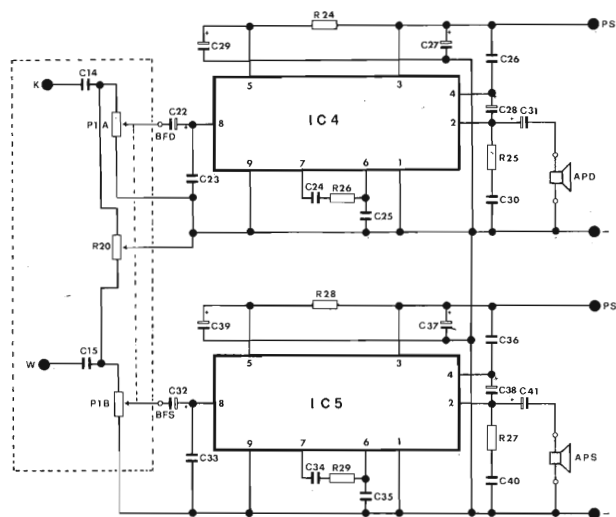 R24
PS
C29
C27
C26
5
3
K
C14
4
C28
C31
C22
IC4
P1A
8
2
BFD
R25
APD
C23
9
7
6
1
C24
R26
C25
C30
R20
–
R28
PS
C39
C37
C36
5
3
W
C15
4
C38
C41
C32
IC5
P1B
8
2
BFS
R27
APS
C33
9
7
6
1
C34
R29
C35
C40
–